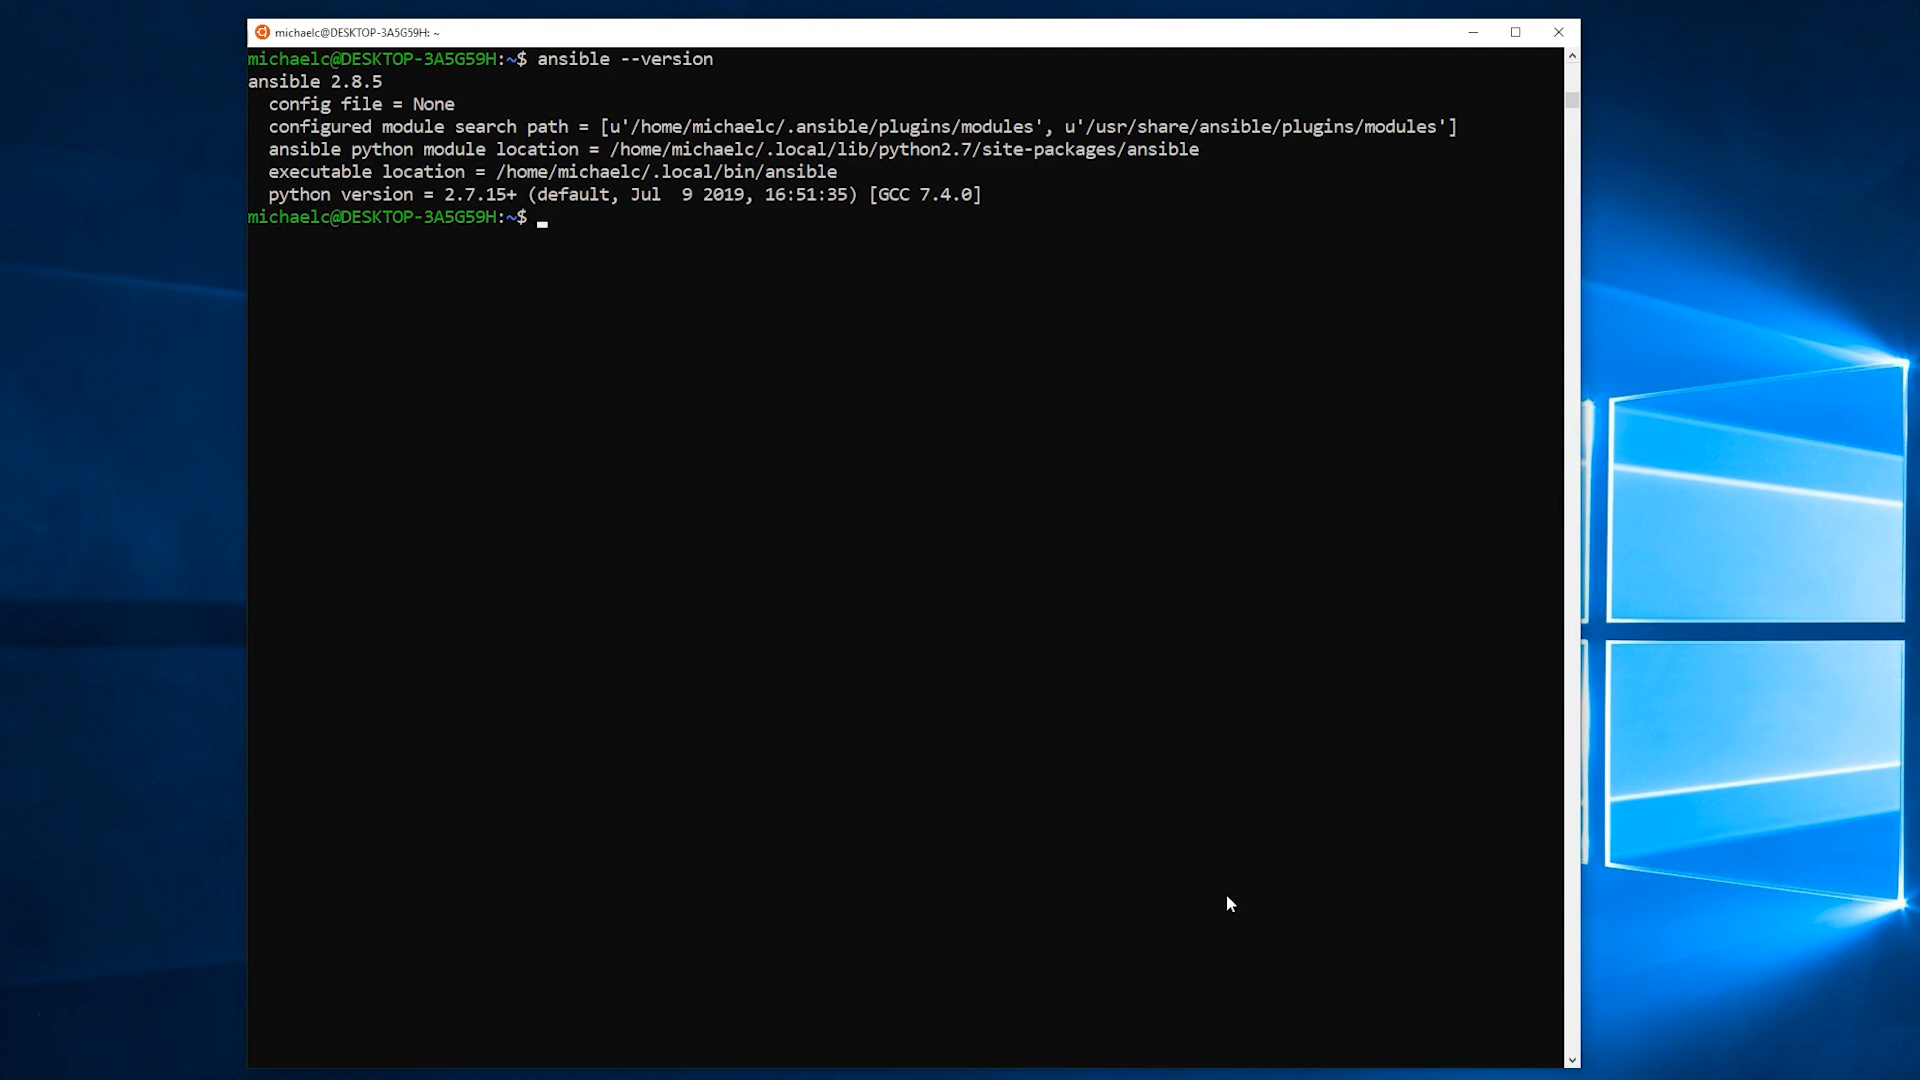 michaelc@DESKTOP-3A5G59H: ~
michaelc@DESKTOP-3A5G59H:~$ ansible --version
ansible 2.8.5
  config file = None
  configured module search path = [u'/home/michaelc/.ansible/plugins/modules', u'/usr/share/ansible/plugins/modules']
  ansible python module location = /home/michaelc/.local/lib/python2.7/site-packages/ansible
  executable location = /home/michaelc/.local/bin/ansible
  python version = 2.7.15+ (default, Jul  9 2019, 16:51:35) [GCC 7.4.0]
michaelc@DESKTOP-3A5G59H:~$